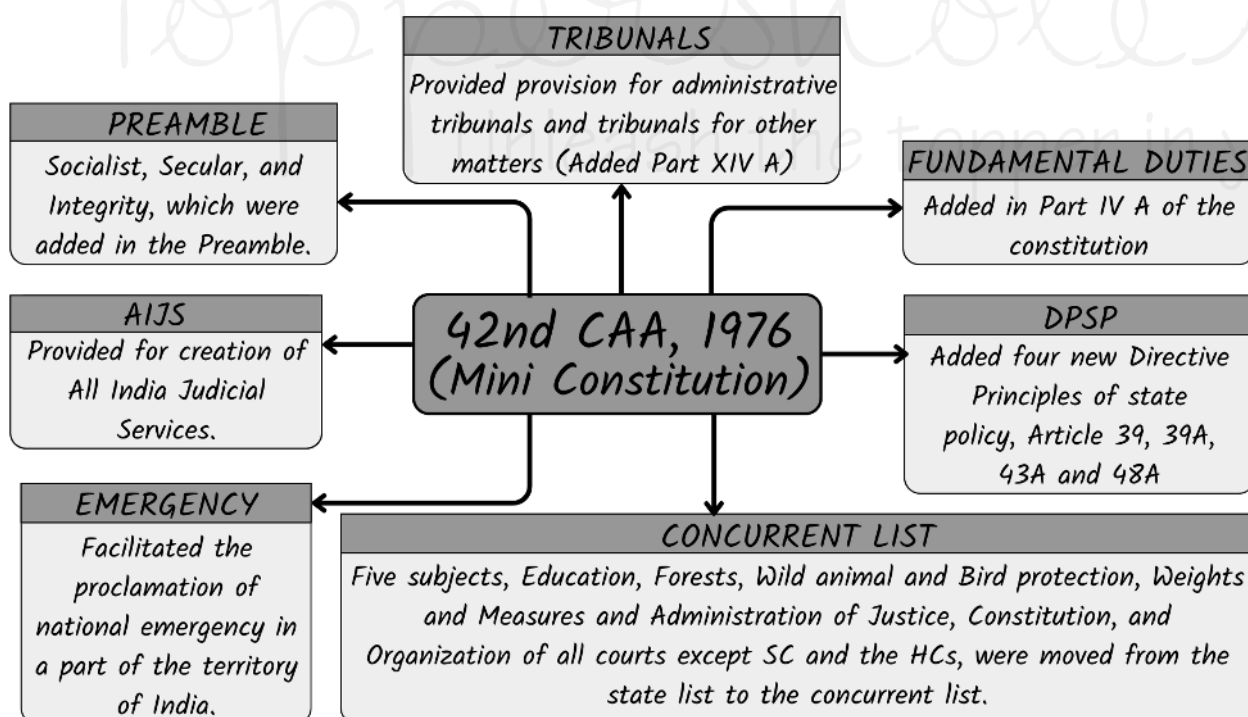 Toppersnote
Unleash the topper in y
TRIBUNALS
Provided provision for administrative
tribunals and tribunals for other
matters (Added Part XIV A)
PREAMBLE
Socialist, Secular, and
Integrity, which were
added in the Preamble.
FUNDAMENTAL DUTIES
Added in Part IV A of the
constitution
AIJS
Provided for creation of
All India Judicial
Services.
42nd CAA, 1976
(Mini Constitution)
DPSP
Added four new Directive
Principles of state
policy, Article 39, 39A,
43A and 48A
EMERGENCY
Facilitated the
proclamation of
national emergency in
a part of the territory
of India.
CONCURRENT LIST
Five subjects, Education, Forests, Wild animal and Bird protection, Weights
and Measures and Administration of Justice, Constitution, and
Organization of all courts except SC and the HCs, were moved from the
state list to the concurrent list.